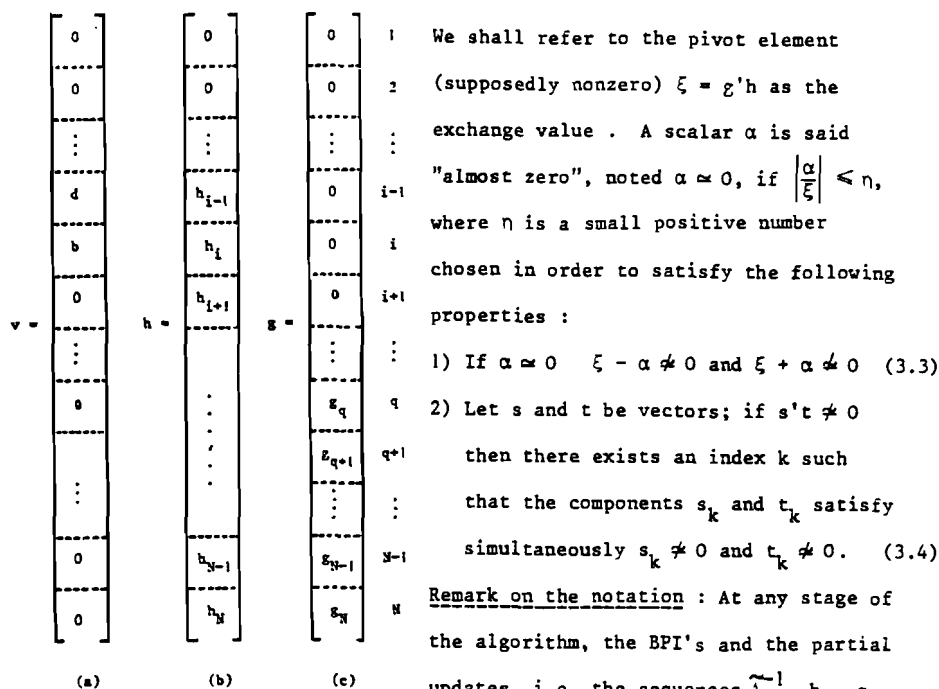 v =
0
0
⋮
d
b
0
⋮
0
⋮
0
0
(a)
h =
0
0
⋮
h_{i-1}
h_i
h_{i+1}
⋮
h_{N-1}
h_N
(b)
g =
0 1
0 2
⋮ ⋮
0 i-1
0 i
0 i+1
⋮ ⋮
g_q q
g_{q+1} q+1
⋮ ⋮
g_{N-1} N-1
g_N N
(c)
We shall refer to the pivot element
(supposedly nonzero) ξ = g'h as the
exchange value . A scalar α is said
"almost zero", noted α ≃ 0, if |α/ξ| ⩽ η,
where η is a small positive number
chosen in order to satisfy the following
properties :
1) If α ≃ 0 ξ - α ≄ 0 and ξ + α ≄ 0 (3.3)
2) Let s and t be vectors; if s't ≄ 0
then there exists an index k such
that the components s_k and t_k satisfy
simultaneously s_k ≄ 0 and t_k ≄ 0. (3.4)
Remark on the notation : At any stage of
the algorithm, the BPI's and the partial
updates, i.e. the sequences